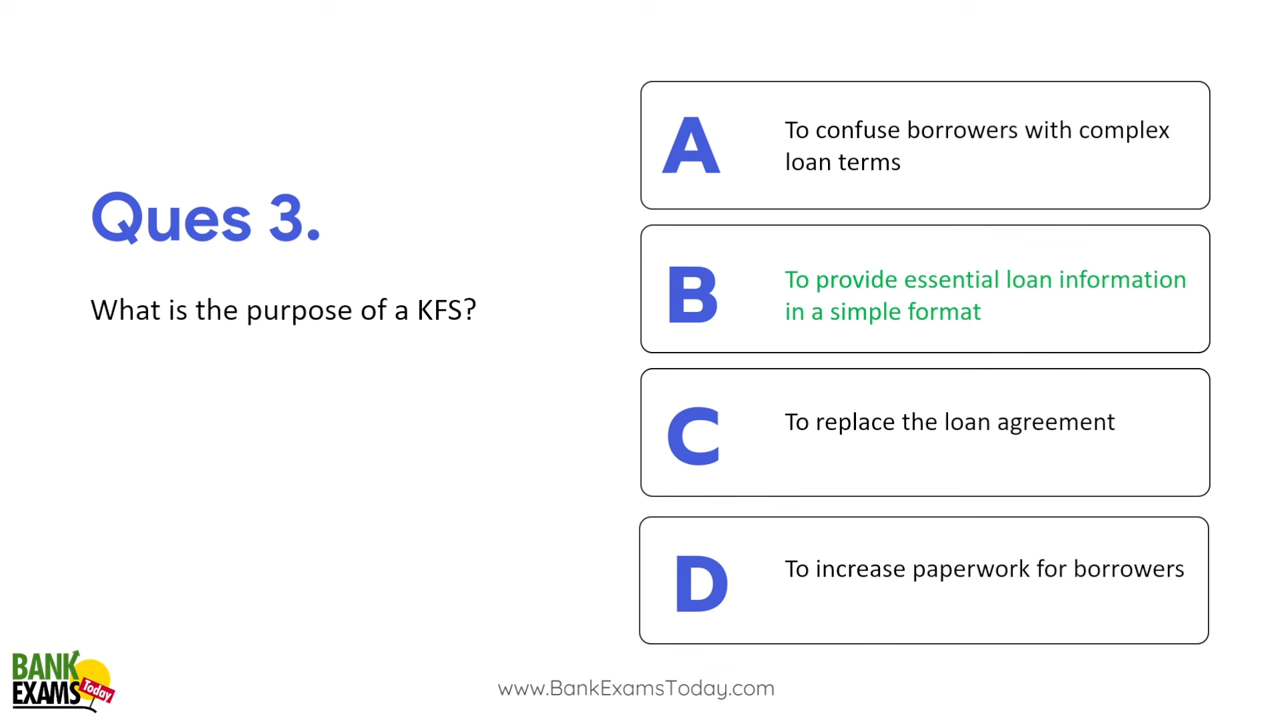 Ques 3.
What is the purpose of a KFS?
A
To confuse borrowers with complex
loan terms
B
To provide essential loan information
in a simple format
C
To replace the loan agreement
D
To increase paperwork for borrowers
BANK
EXAMS
Today
www.BankExamsToday.com